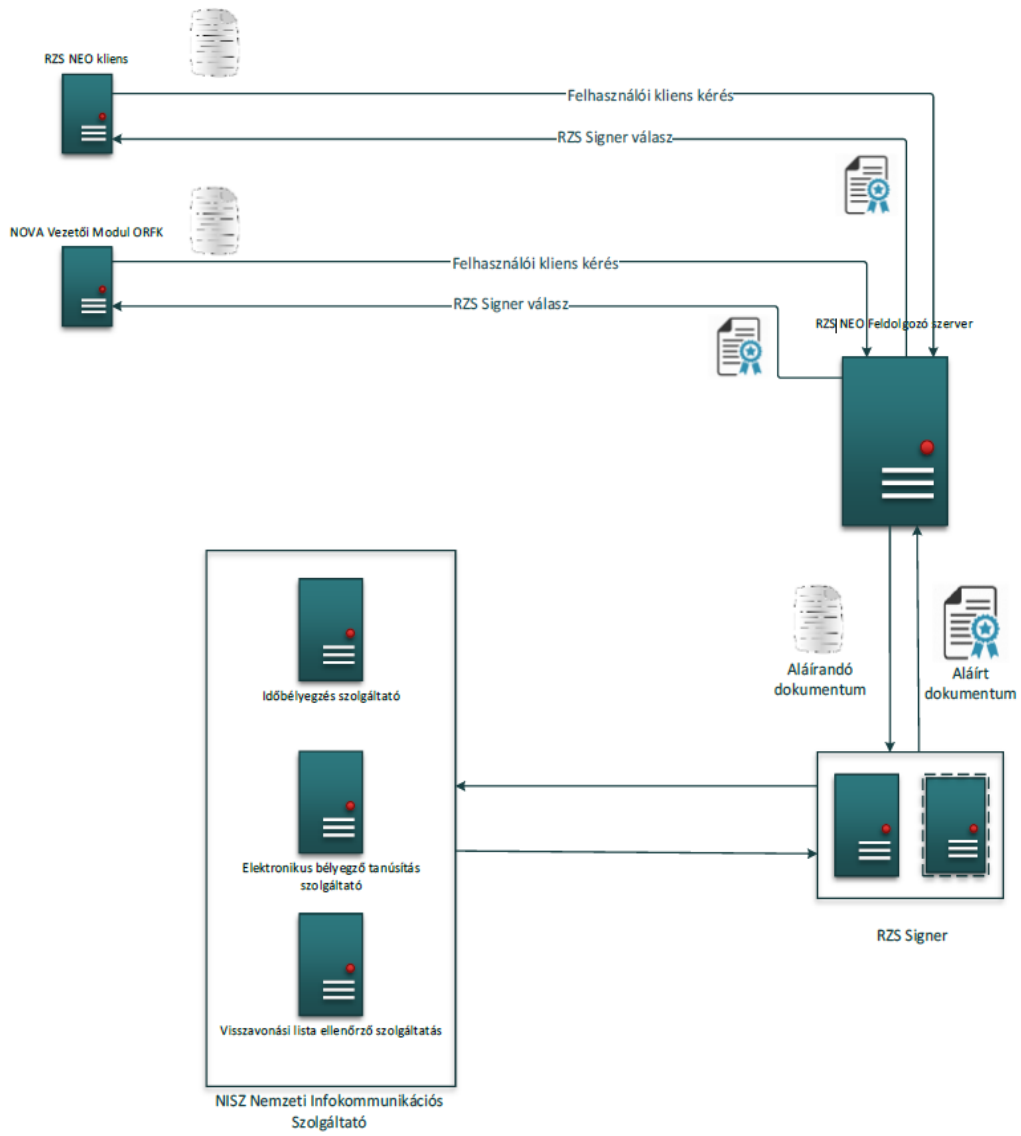 RZS NEO kliens
Felhasználói kliens kérés
RZS Signer válasz
NOVA Vezetői Modul ORFK
Felhasználói kliens kérés
RZS Signer válasz
RZS NEO Feldolgozó szerver
Aláírandó
dokumentum
Aláírt
dokumentum
Időbélyegzés szolgáltató
Elektronikus bélyegző tanúsítás
szolgáltató
Visszavonási lista ellenőrző szolgáltatás
RZS Signer
NISZ Nemzeti Infokommunikációs
Szolgáltató